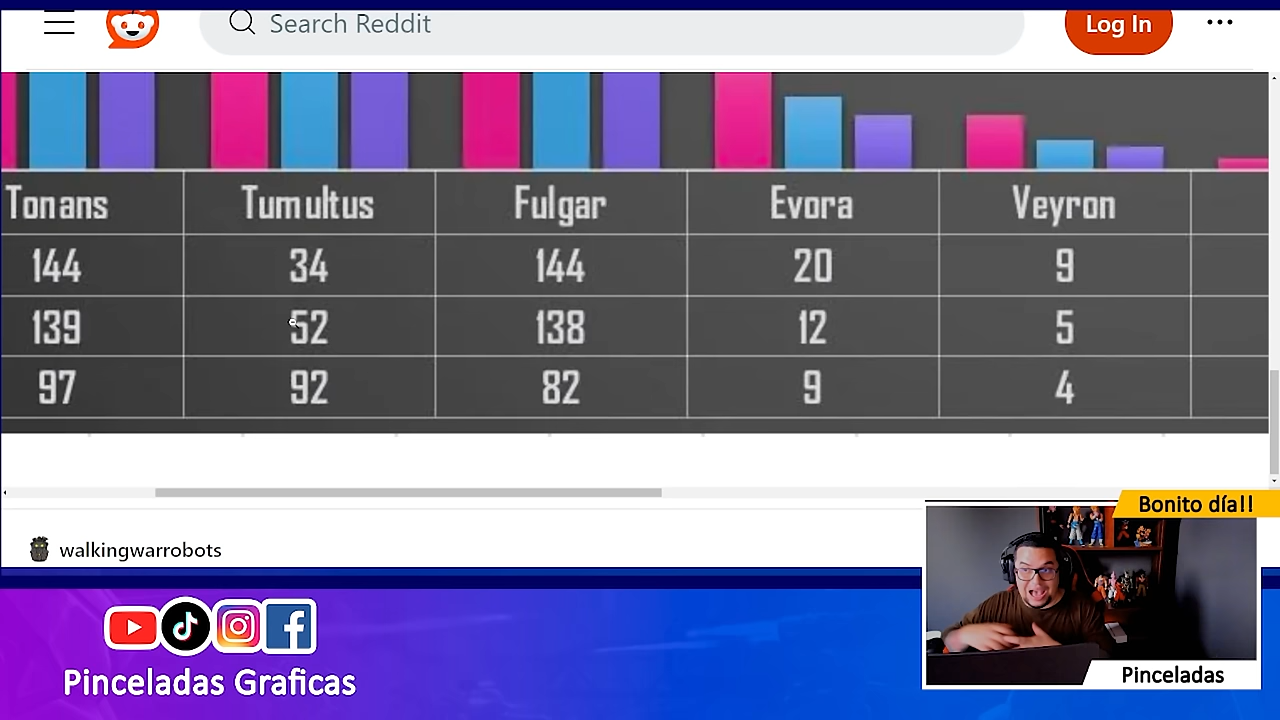 Search Reddit
Log In
Tonans Tumultus Fulgar Evora Veyron
144 34 144 20 9
139 52 138 12 5
97 92 82 9 4
walkingwarrobots
Bonito día!!
Pinceladas
Pinceladas Graficas